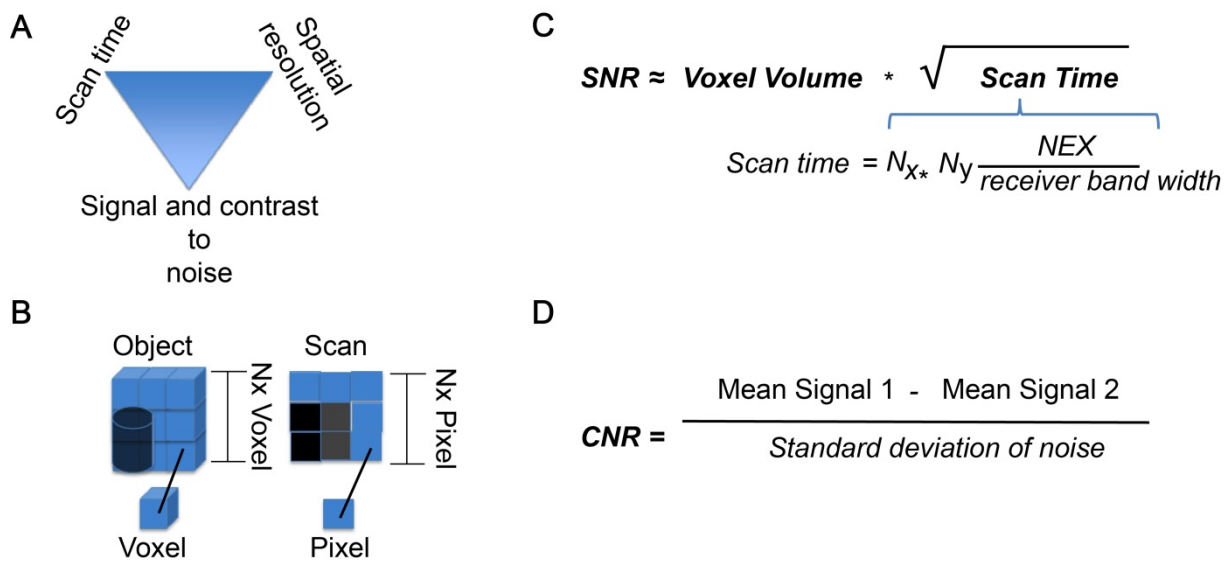 A
Scan time
Spatial
resolution
Signal and contrast
to
noise
B
Object
Nx Voxel
Voxel
Scan
Nx Pixel
Pixel
C
SNR ≈ Voxel Volume * √ Scan Time
Scan time = Nx* Ny NEX
receiver band width
D
CNR = Mean Signal 1 - Mean Signal 2
Standard deviation of noise